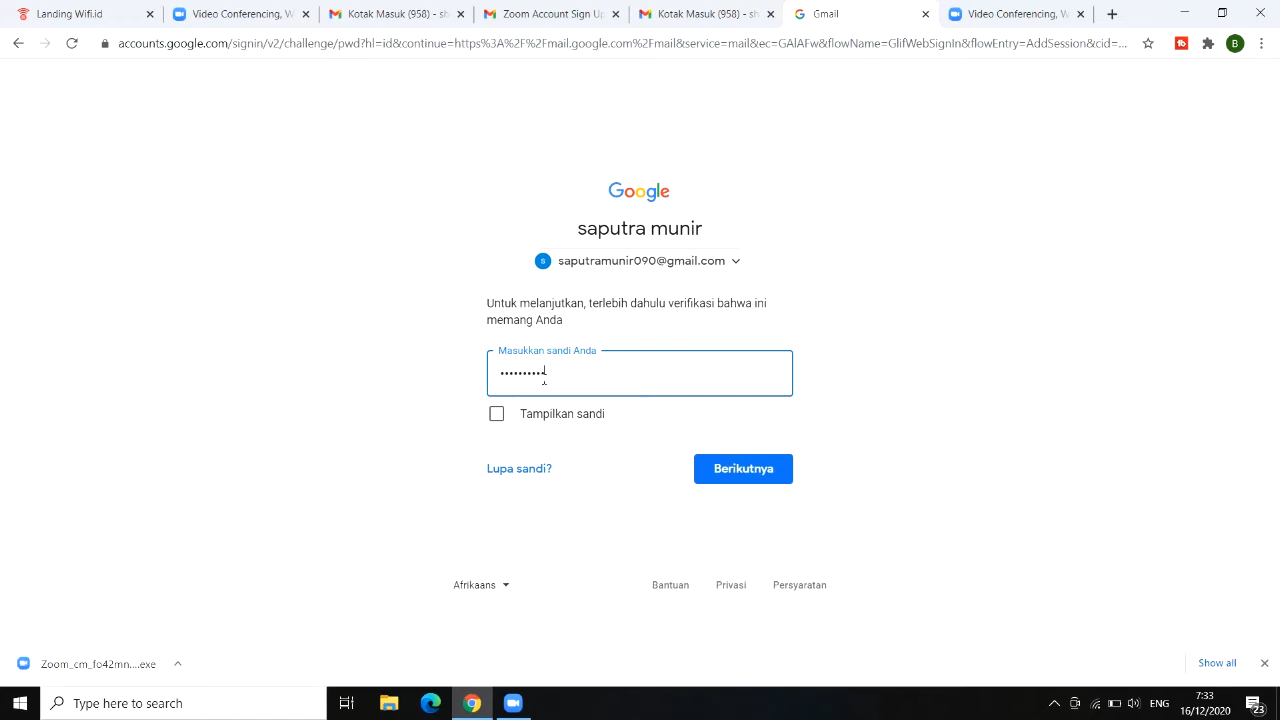 Landing Wifi.i
Video Conferencing, W
Kotak Masuk (958) - s
Zoom Account Sign Up
Kotak Masuk (958) - s
Gmail
Video Conferencing, W
accounts.google.com/signin/v2/challenge/pwd?hl=id&continue=https%3A%2F%2Fmail.google.com%2Fmail&service=mail&ec=GAlAFw&flowName=GlifWebSignIn&flowEntry=AddSession&cid=...
B
Google
saputra munir
s
saputramunir090@gmail.com
Untuk melanjutkan, terlebih dahulu verifikasi bahwa ini
memang Anda
Masukkan sandi Anda
Tampilkan sandi
Lupa sandi?
Berikutnya
Afrikaans
Bantuan
Privasi
Persyaratan
Zoom_cm_fo42mn....exe
Show all
Type here to search
ENG
7:33
16/12/2020
23